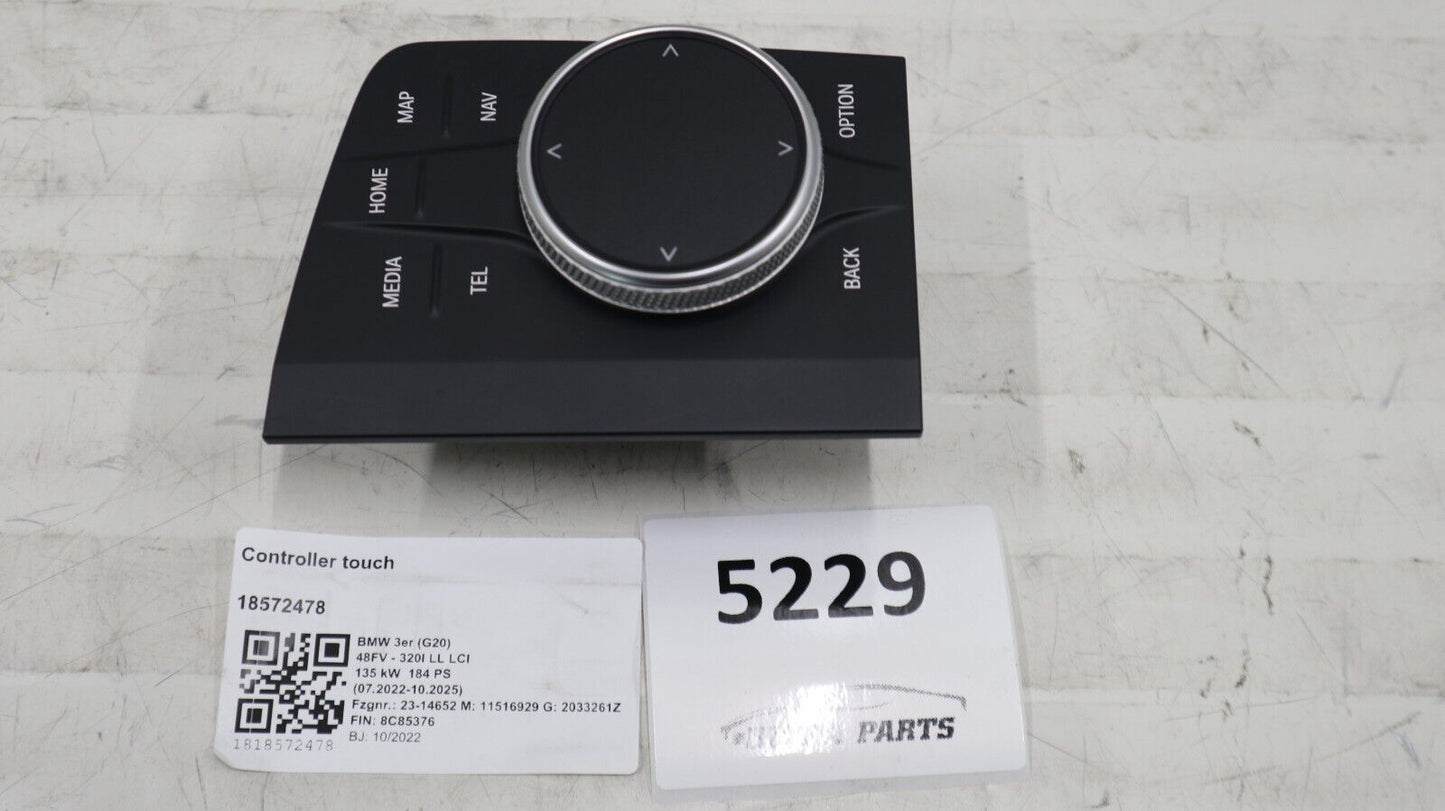 MAP
NAV
HOME
MEDIA
TEL
OPTION
BACK
Controller touch
18572478
BMW 3er (G20)
48FV - 320I LL LCI
135 kW 184 PS
(07.2022-10.2025)
Fzgnr.: 23-14652 M: 11516929 G: 2033261Z
FIN: 8C85376
BJ: 10/2022
1818572478
5229
PARTS